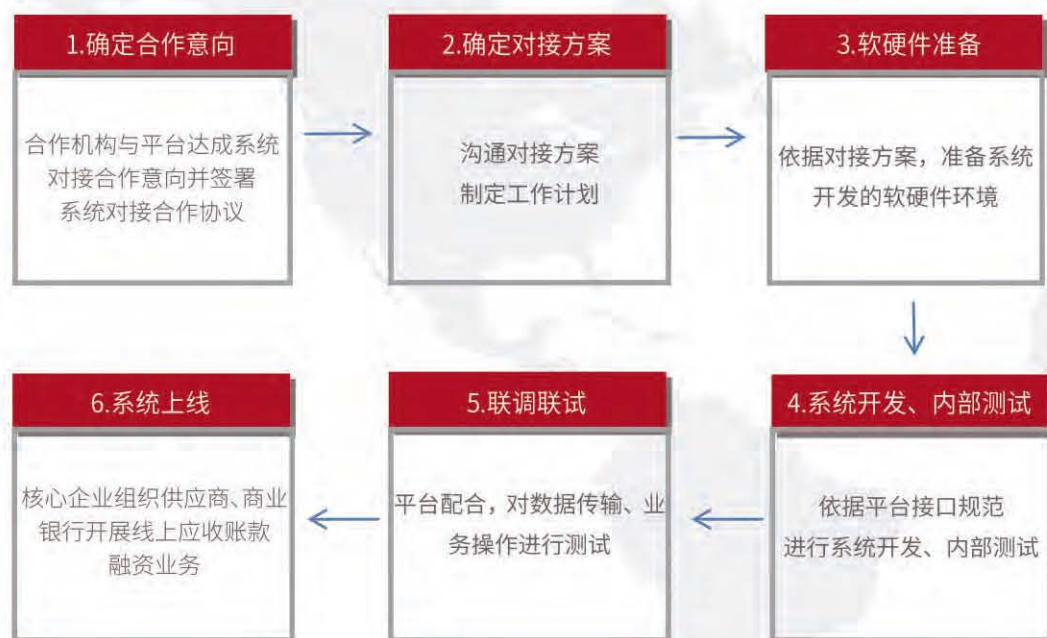 1.确定合作意向
合作机构与平台达成系统
对接合作意向并签署
系统对接合作协议
2.确定对接方案
沟通对接方案
制定工作计划
3.软硬件准备
依据对接方案，准备系统
开发的软硬件环境
4.系统开发、内部测试
依据平台接口规范
进行系统开发、内部测试
5.联调联试
平台配合，对数据传输、业
务操作进行测试
6.系统上线
核心企业组织供应商、商业
银行开展线上应收账款
融资业务